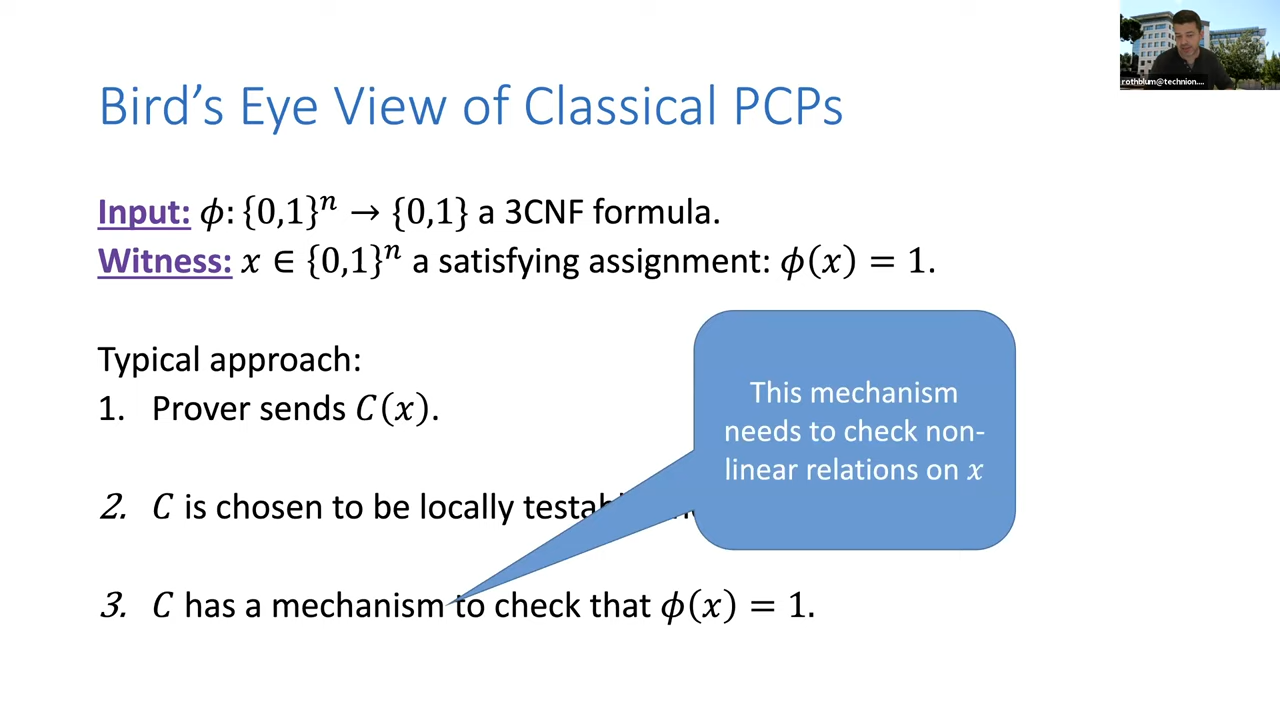 rothblum@technion....
Bird's Eye View of Classical PCPs
Input: 𝜙: {0,1}ⁿ → {0,1} a 3CNF formula.
Witness: 𝑥 ∈ {0,1}ⁿ a satisfying assignment: 𝜙(𝑥) = 1.
Typical approach:
1. Prover sends 𝐶(𝑥).
This mechanism
needs to check non-
linear relations on 𝑥
2. 𝐶 is chosen to be locally
3. 𝐶 has a mechanism to check that 𝜙(𝑥) = 1.